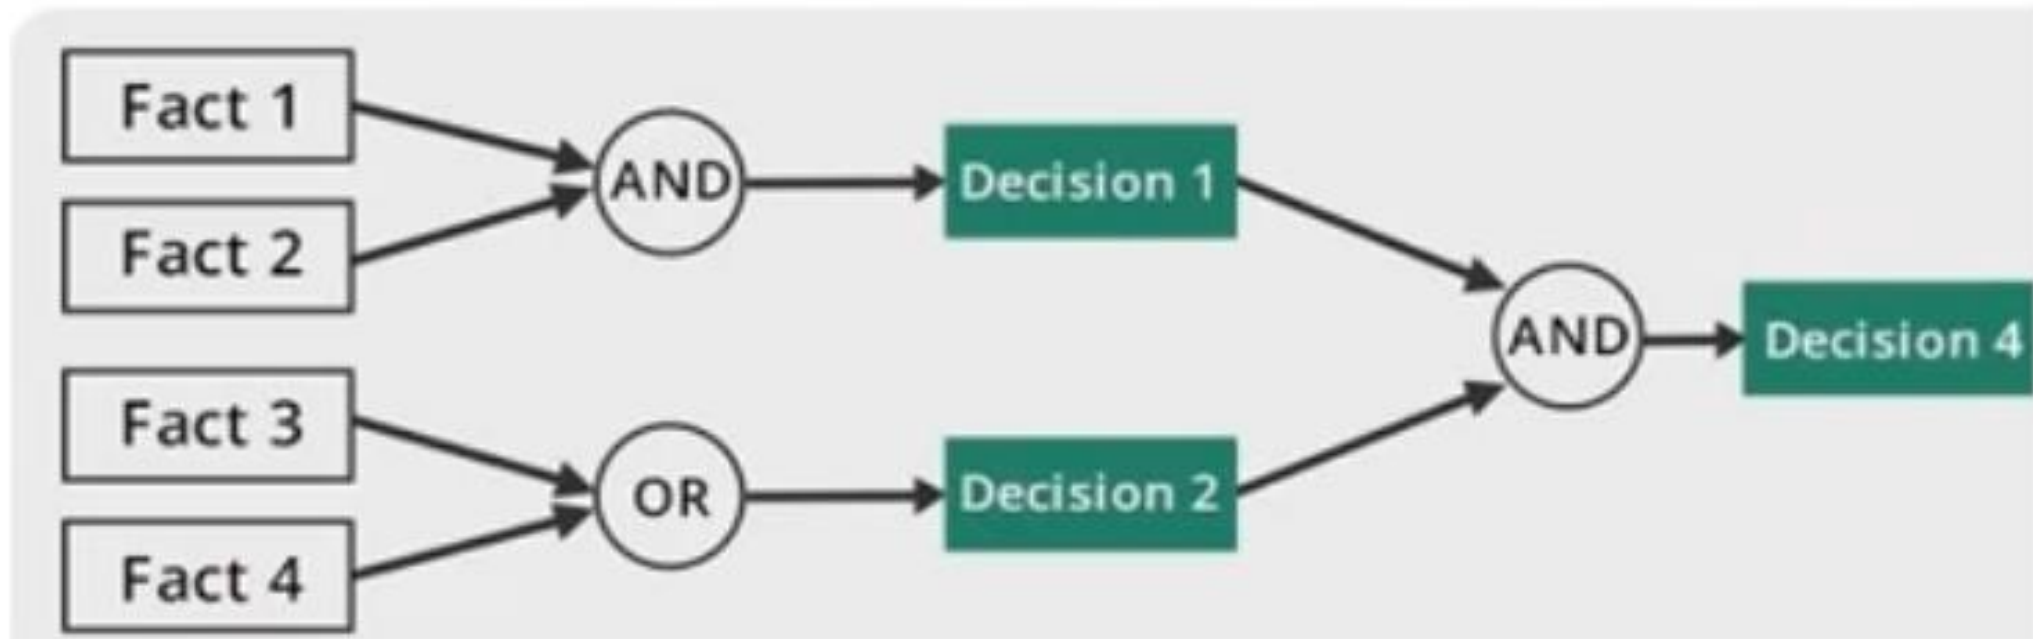 Fact 1
Fact 2
AND
Decision 1
Fact 3
Fact 4
OR
Decision 2
AND
Decision 4